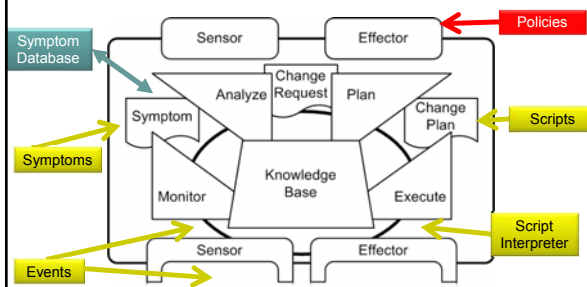 Sensor
Effector
Policies
Symptom
Database
Analyze
Change
Request
Plan
Symptom
Change
Plan
Scripts
Symptoms
Knowledge
Base
Monitor
Execute
Script
Interpreter
Sensor
Effector
Events